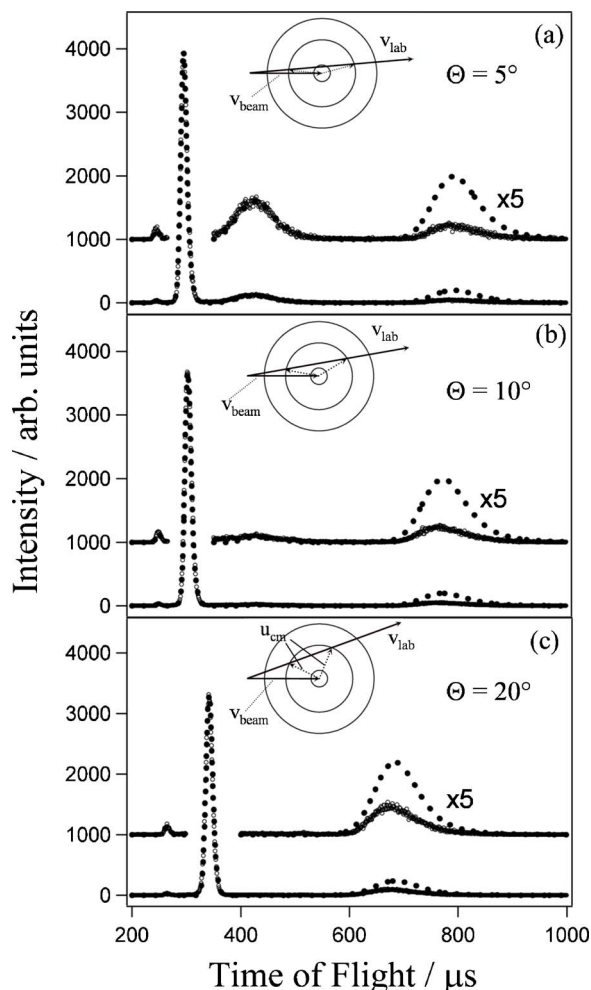 (a)
v_lab
Θ = 5°
v_beam
x5
4000
3000
2000
1000
0
(b)
v_lab
Θ = 10°
v_beam
x5
4000
3000
2000
1000
0
(c)
u_cm
v_lab
Θ = 20°
v_beam
x5
4000
3000
2000
1000
0
Intensity / arb. units
200 400 600 800 1000
Time of Flight / μs